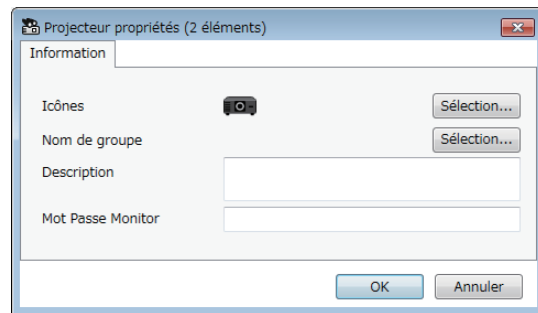 Projecteur propriétés (2 éléments)
Information
Icônes
Sélection...
Nom de groupe
Sélection...
Description
Mot Passe Monitor
OK
Annuler